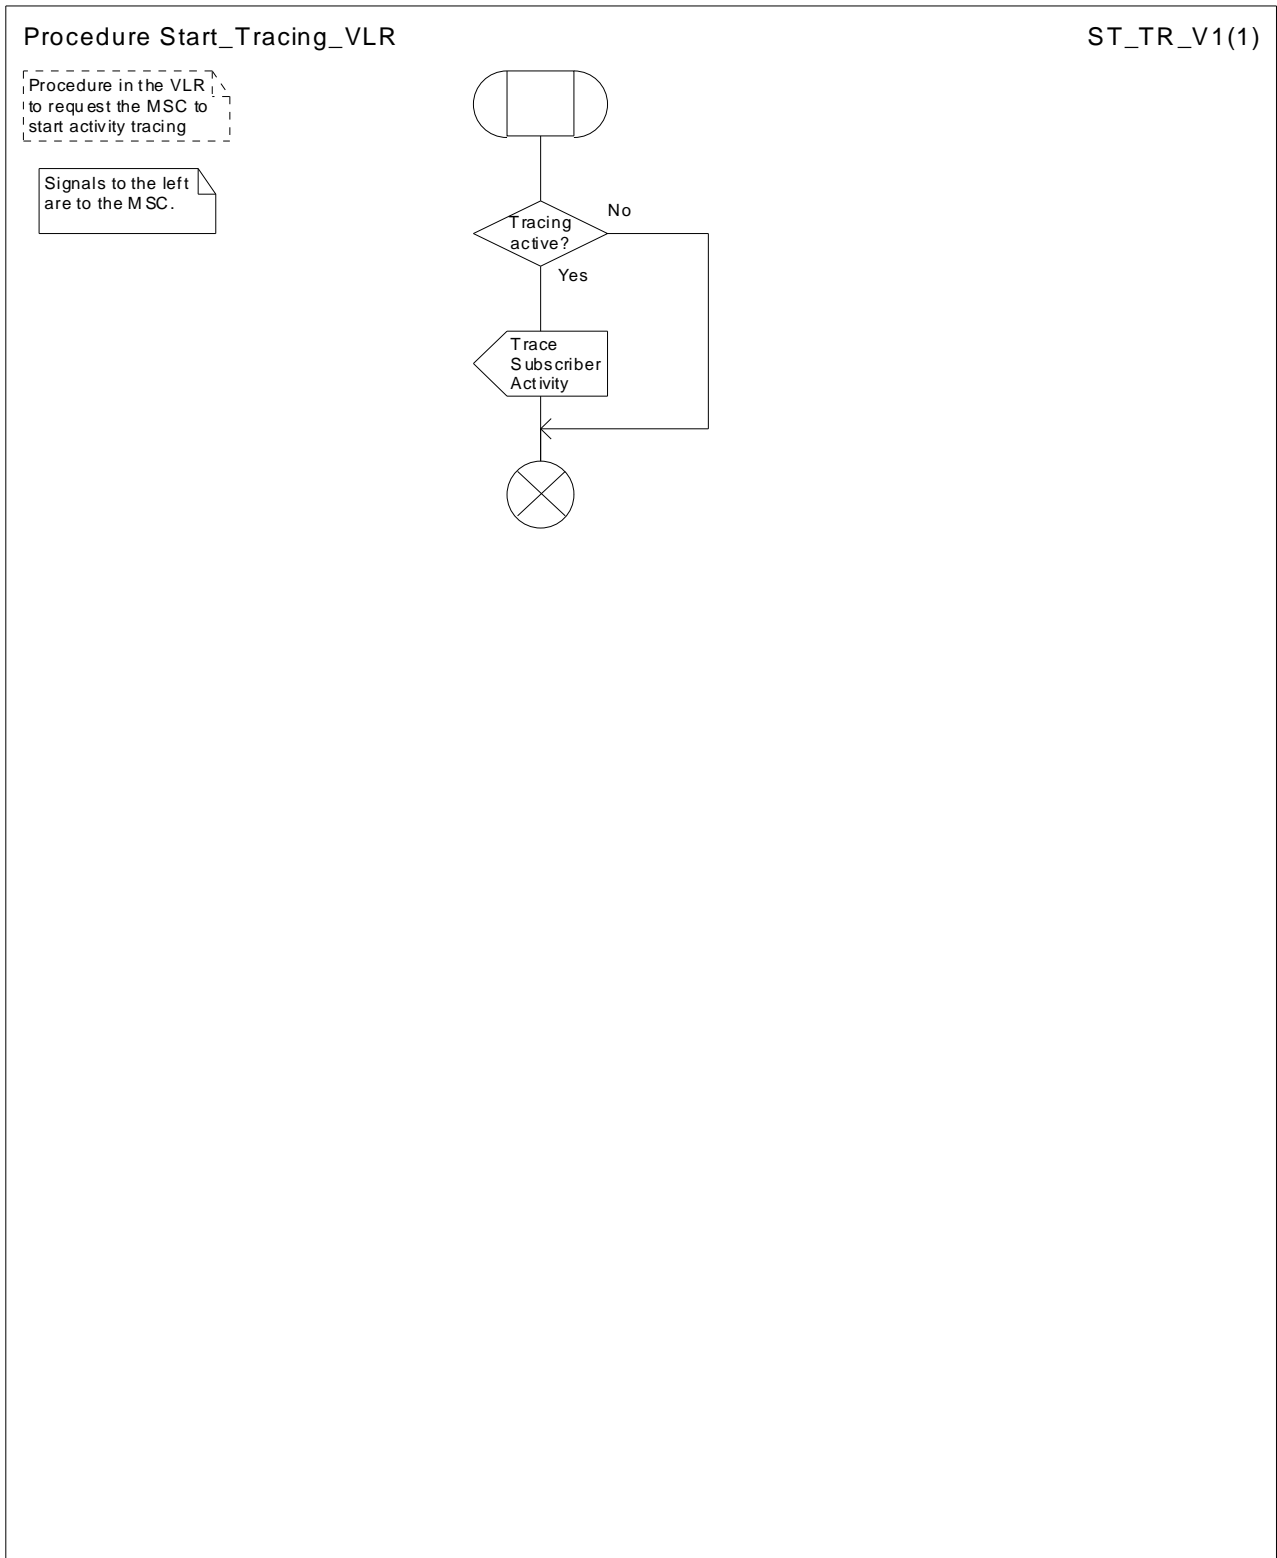 Procedure Start_Tracing_VLR
ST_TR_V1(1)
Procedure in the VLR
to request the MSC to
start activity tracing
Signals to the left
are to the MSC.
Tracing
active?
No
Yes
Trace
Subscriber
Activity